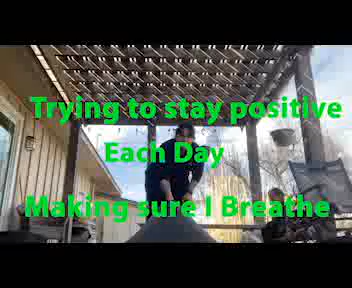 Trying to stay positive
Each Day
Making sure I Breathe